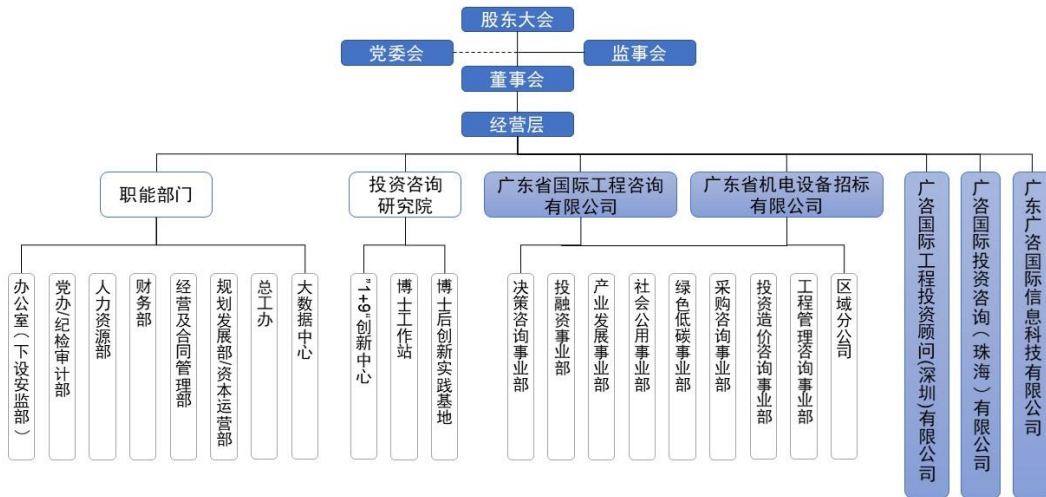 股东大会
党委会
监事会
董事会
经营层
职能部门
投资咨询
研究院
广东省国际工程咨询
有限公司
广东省机电设备招标
有限公司
广咨国际工程投资顾问(深圳)有限公司
广咨国际投资咨询（珠海）有限公司
广东广咨国际信息科技有限公司
办公室（下设安监部）
党办/纪检审计部
人力资源部
财务部
经营及合同管理部
规划发展部/资本运营部
总工办
大数据中心
"1+9"创新中心
博士工作站
博士后创新实践基地
决策咨询事业部
投融资事业部
产业发展事业部
社会公用事业部
绿色低碳事业部
采购咨询事业部
投资造价咨询事业部
工程管理咨询事业部
区域分公司